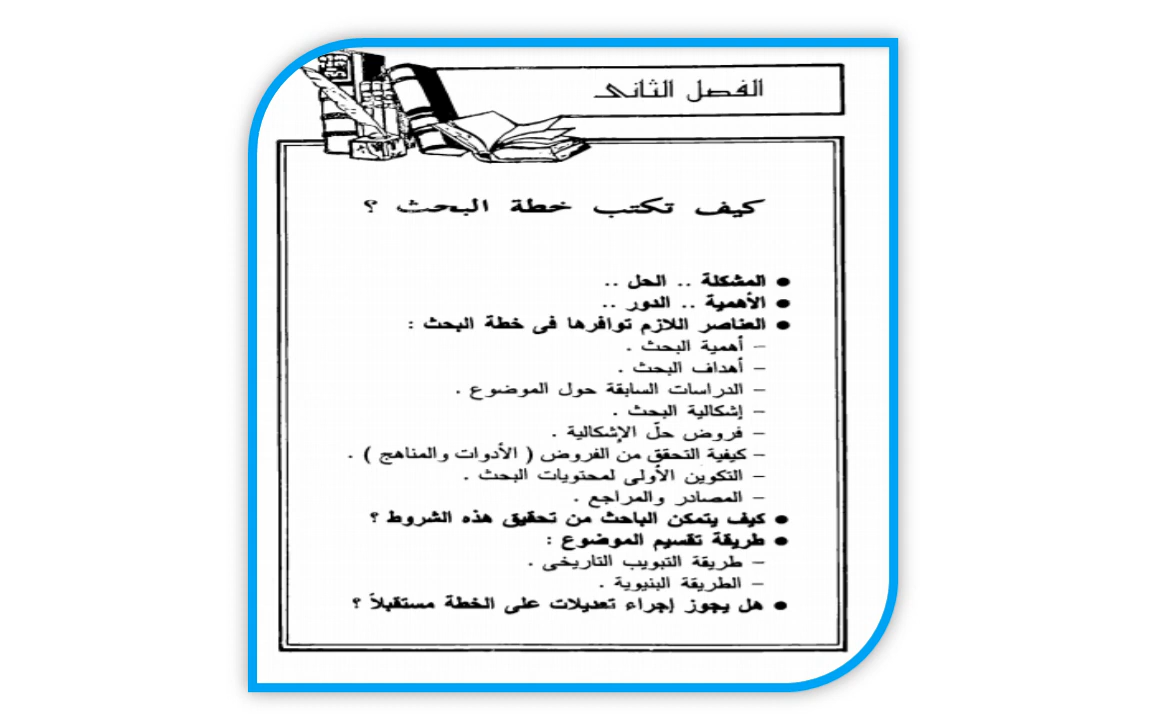 الفصل الثانى
كيف تكتب خطة البحث ؟
● المشكلة .. الحل ..
● الأهمية .. الدور ..
● العناصر اللازم توافرها فى خطة البحث :
– أهمية البحث .
– أهداف البحث .
– الدراسات السابقة حول الموضوع .
– إشكالية البحث .
– فروض حلّ الإشكالية .
– كيفية التحقق من الفروض ( الأدوات والمناهج ) .
– التكوين الأولى لمحتويات البحث .
– المصادر والمراجع .
● كيف يتمكن الباحث من تحقيق هذه الشروط ؟
● طريقة تقسيم الموضوع :
– طريقة التبويب التاريخى .
– الطريقة البنيوية .
● هل يجوز إجراء تعديلات على الخطة مستقبلاً ؟